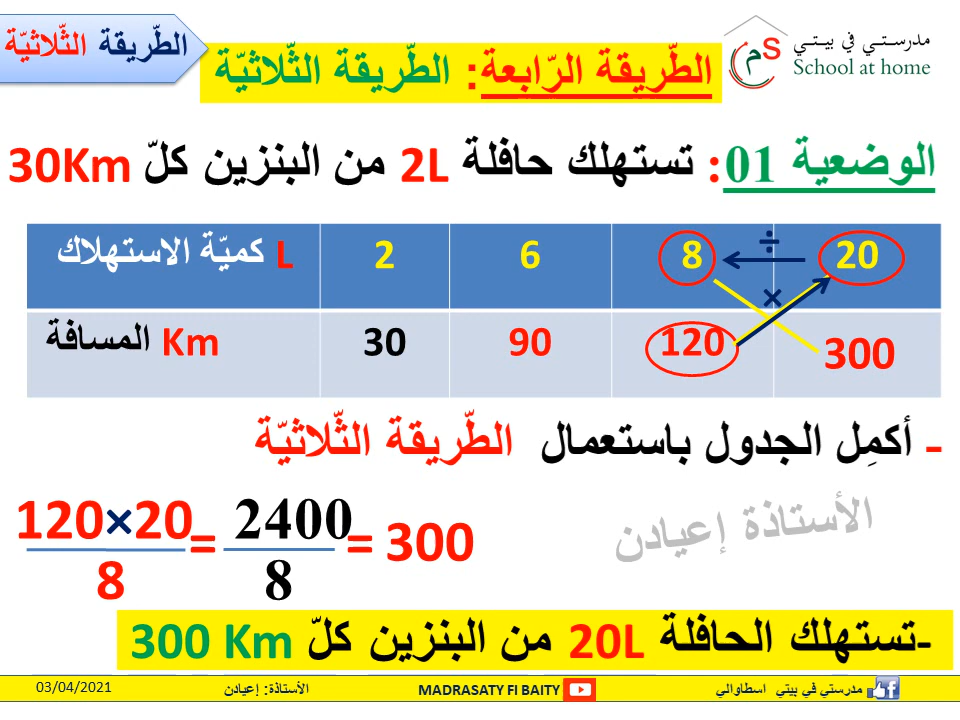 الطّريقة الثّلاثيّة
مدرستي في بيتي
School at home
الطّريقة الرّابعة: الطّريقة الثّلاثيّة
الوضعية 01: تستهلك حافلة 2L من البنزين كلّ 30Km
كميّة الاستهلاك L 2 6 8 ÷ 20
×
المسافة Km 30 90 120 300
- أكمِل الجدول باستعمال الطّريقة الثّلاثيّة
120×20 / 8 = 2400 / 8 = 300
الأستاذة إعيادن
-تستهلك الحافلة 20L من البنزين كلّ 300 Km
03/04/2021 الأستاذة: إعيادن MADRASATY FI BAITY مدرستي في بيتي اسطاوالي